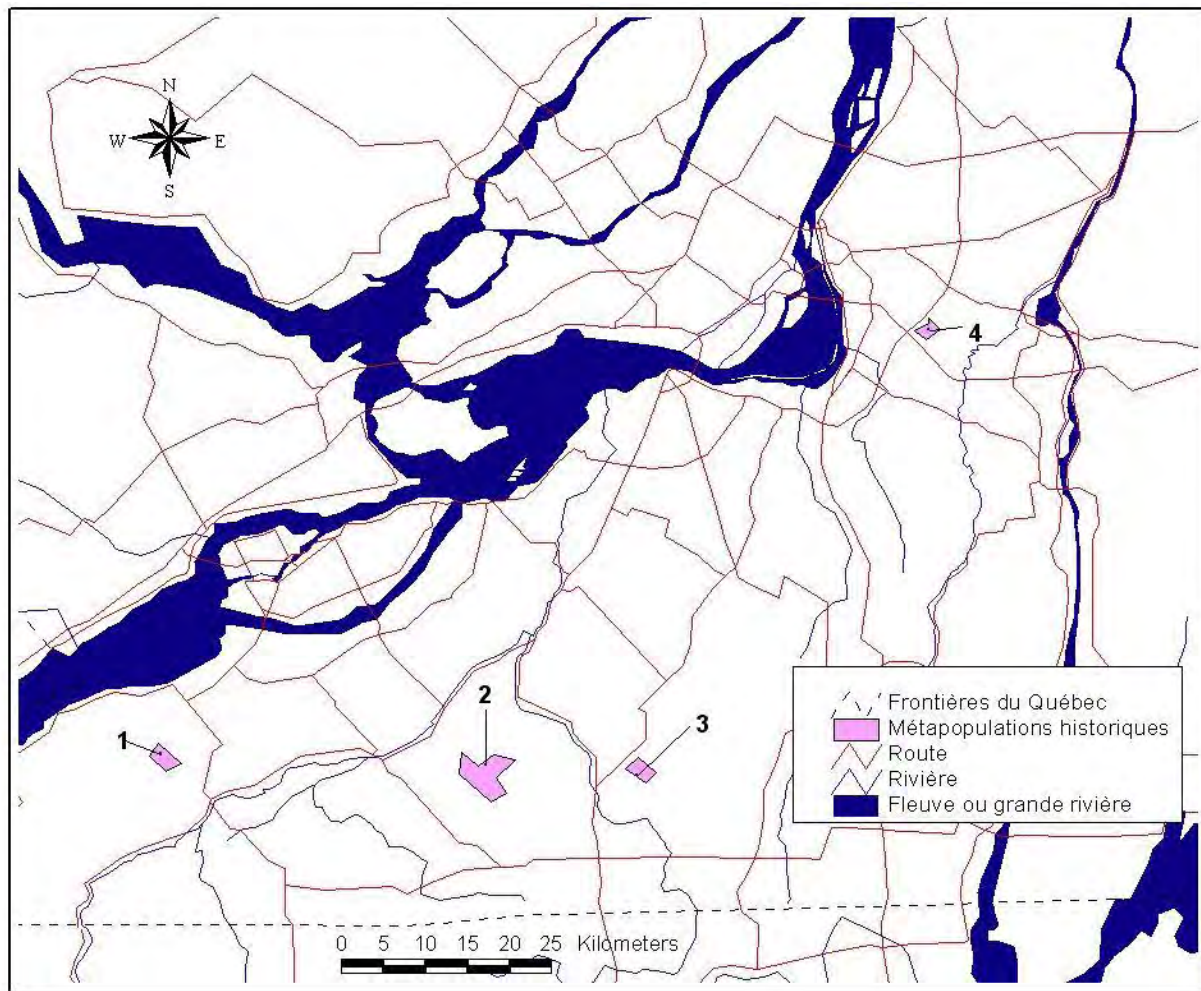 N
W E
S
4
2
1
3
Frontières du Québec
Métapopulations historiques
Route
Rivière
Fleuve ou grande rivière
0 5 10 15 20 25 Kilometers